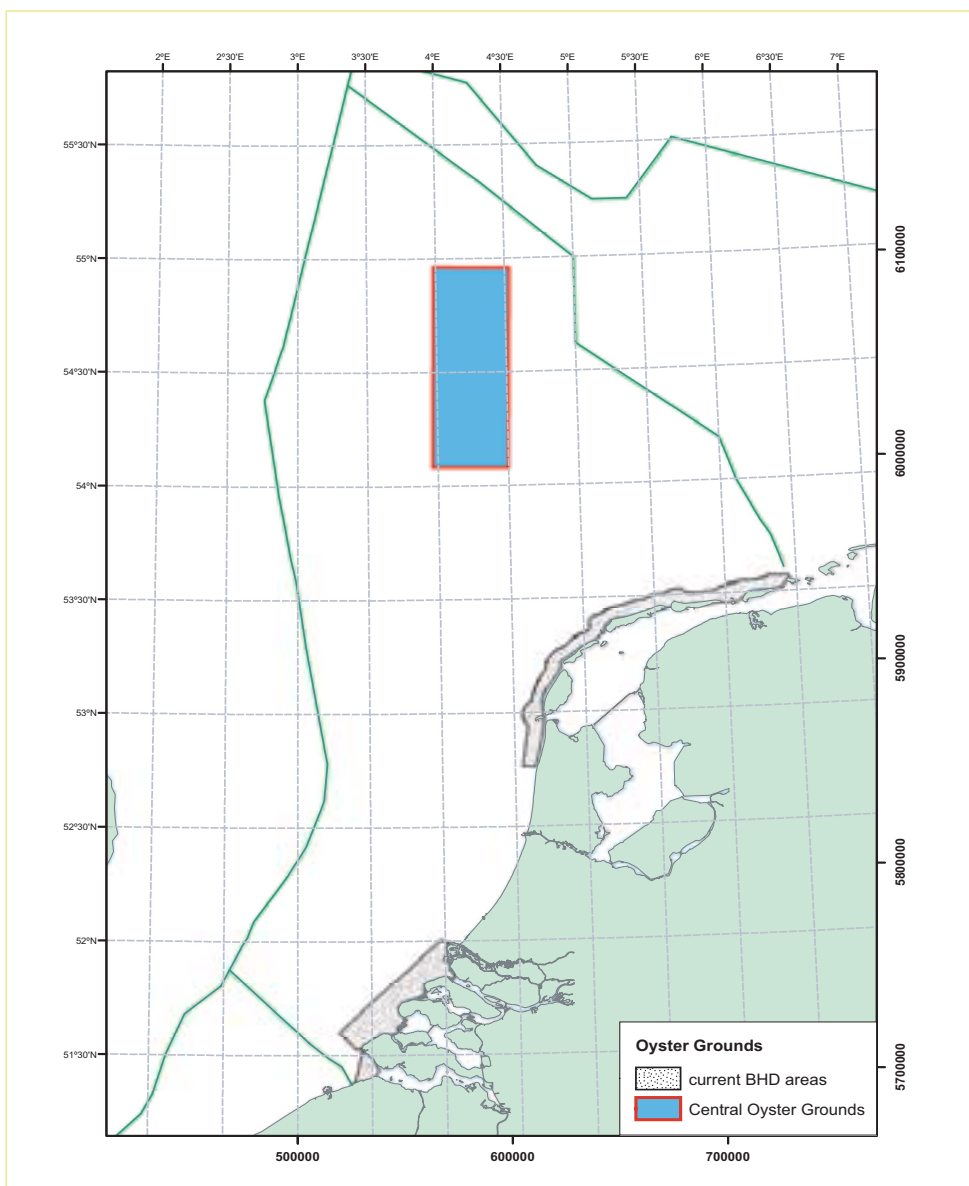 2°E 2°30'E 3°E 3°30'E 4°E 4°30'E 5°E 5°30'E 6°E 6°30'E 7°E
55°30'N
55°N
6100000
54°30'N
6000000
54°N
53°30'N
5900000
53°N
52°30'N
5800000
52°N
51°30'N
5700000
Oyster Grounds
current BHD areas
Central Oyster Grounds
500000 600000 700000